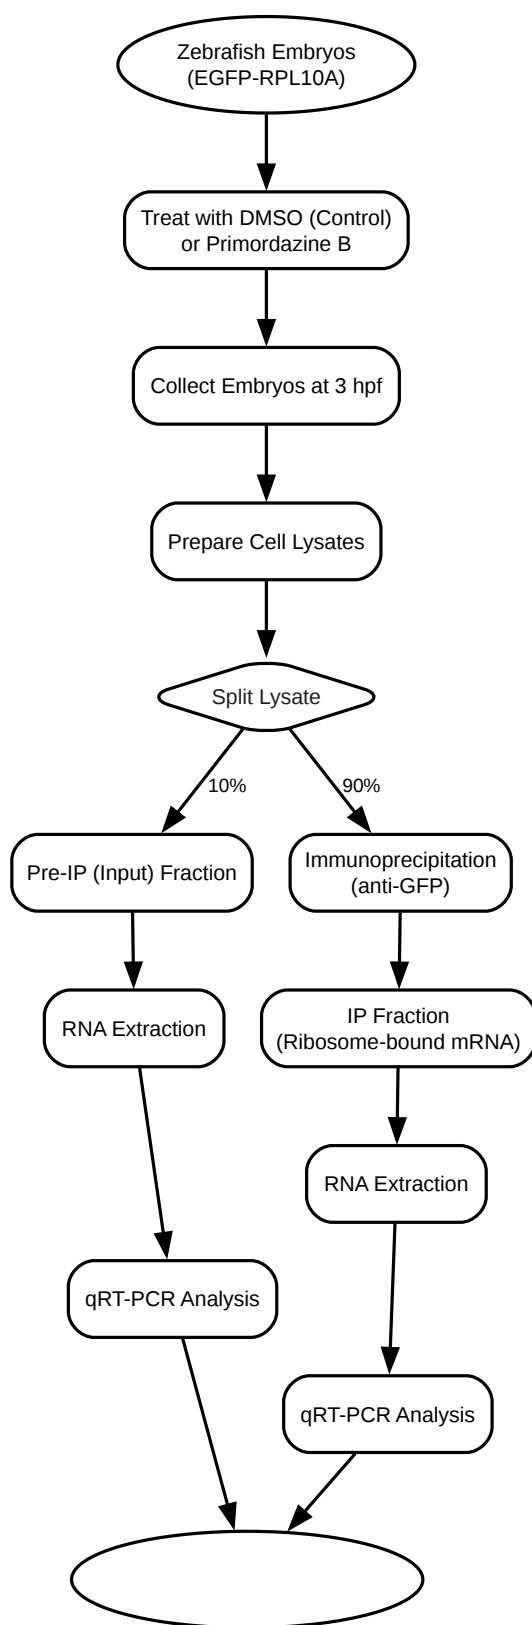 Zebrafish Embryos
(EGFP-RPL10A)
Treat with DMSO (Control)
or Primordazine B
Collect Embryos at 3 hpf
Prepare Cell Lysates
Split Lysate
10%
90%
Pre-IP (Input) Fraction
Immunoprecipitation
(anti-GFP)
RNA Extraction
IP Fraction
(Ribosome-bound mRNA)
RNA Extraction
qRT-PCR Analysis
qRT-PCR Analysis